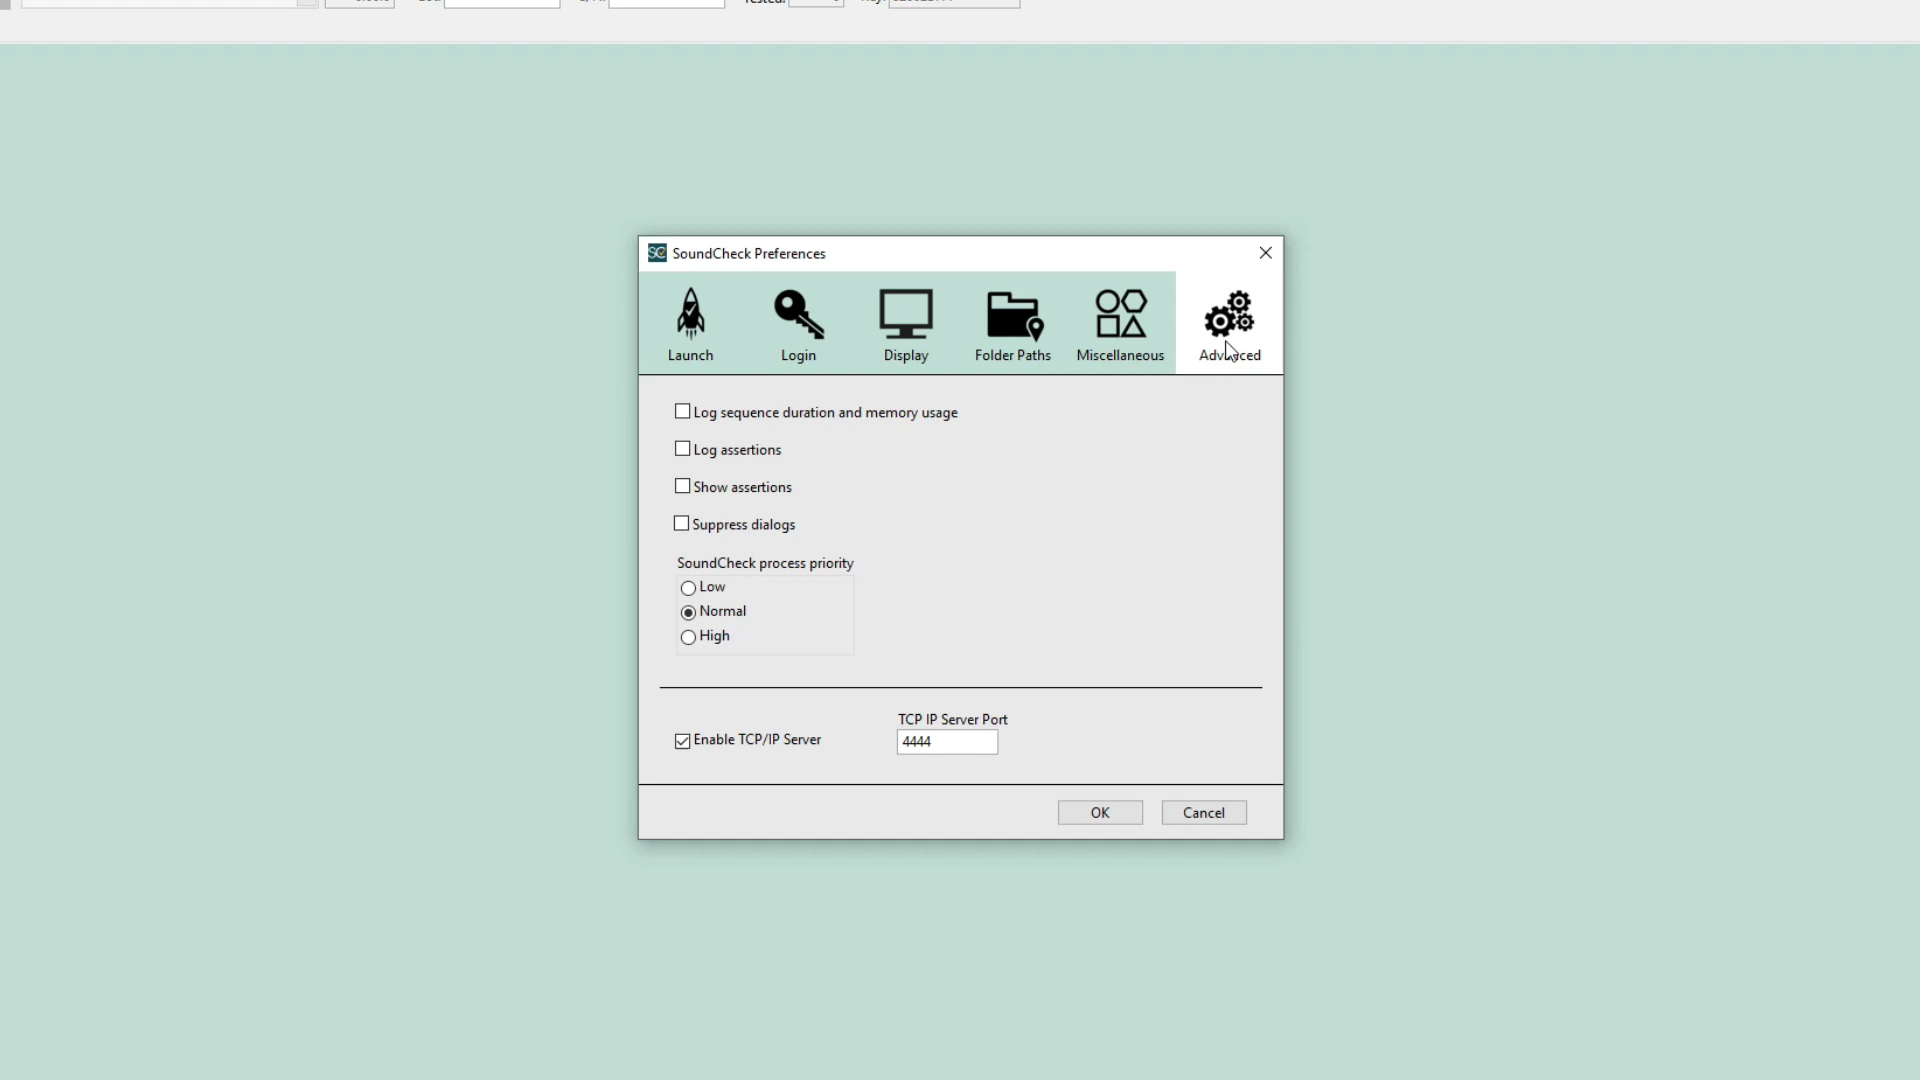 SC SoundCheck Preferences
Launch Login Display Folder Paths Miscellaneous Advanced
Log sequence duration and memory usage
Log assertions
Show assertions
Suppress dialogs
SoundCheck process priority
Low
Normal
High
TCP IP Server Port
Enable TCP/IP Server 4444
OK Cancel